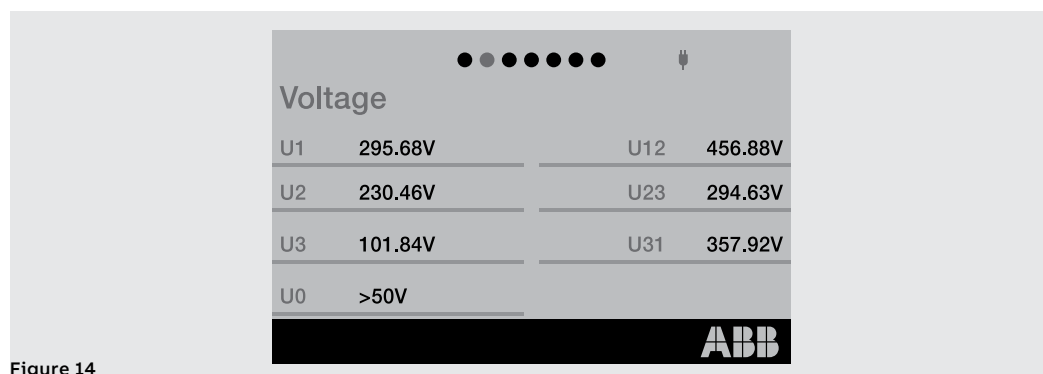 Voltage
U1 295.68V U12 456.88V
U2 230.46V U23 294.63V
U3 101.84V U31 357.92V
U0 >50V
ABB
Figure 14